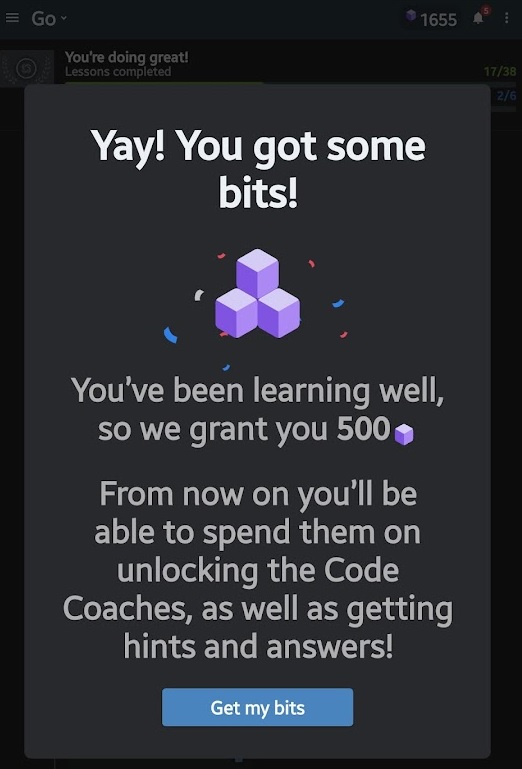 Go
1655
5
You're doing great!
Lessons completed
17/38
2/6
Yay! You got some
bits!
You've been learning well,
so we grant you 500
From now on you'll be
able to spend them on
unlocking the Code
Coaches, as well as getting
hints and answers!
Get my bits